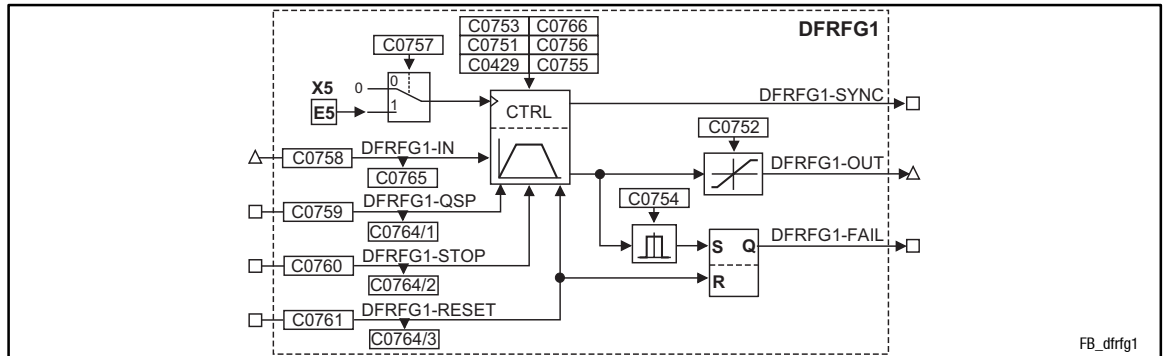 C0753 C0766
DFRFG1
C0757
C0751 C0756
C0429 C0755
X5 0 0
E5 1
CTRL
DFRFG1-SYNC
C0752
C0758 DFRFG1-IN
DFRFG1-OUT
C0765
C0754
C0759 DFRFG1-QSP
C0764/1
S Q
DFRFG1-FAIL
C0760 DFRFG1-STOP
C0764/2
R
C0761 DFRFG1-RESET
C0764/3
FB_dfrfg1